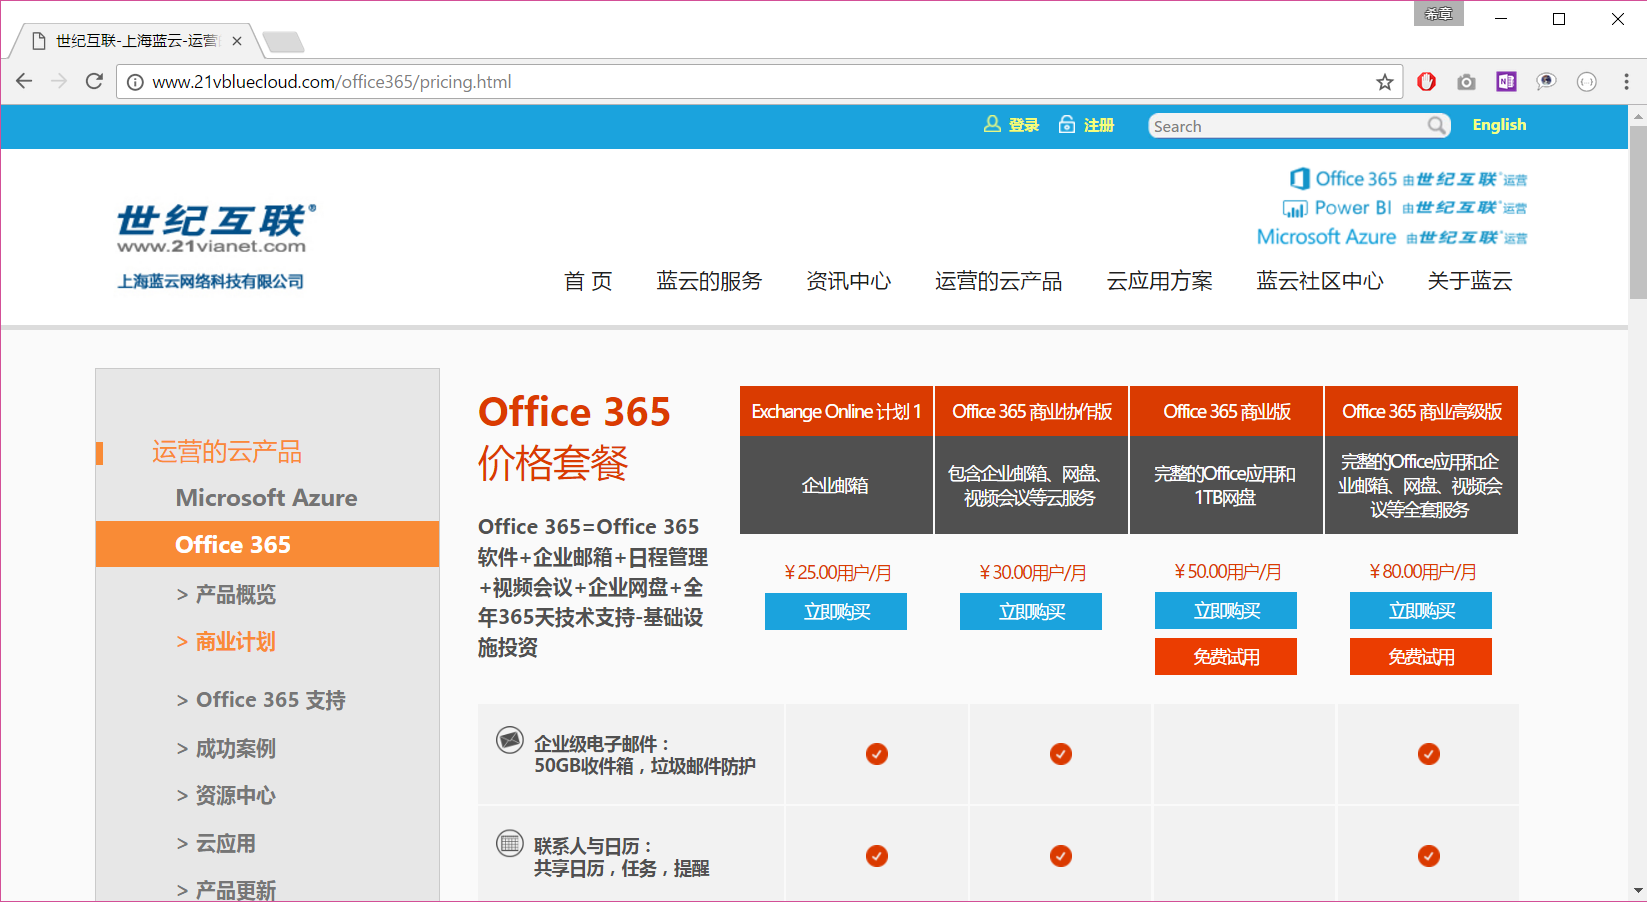 希章
世纪互联-上海蓝云-运营
www.21vbluecloud.com/office365/pricing.html
登录 注册 Search English
Office 365 由世纪互联®运营
Power BI 由世纪互联®运营
Microsoft Azure 由世纪互联®运营
世纪互联®
www.21vianet.com
上海蓝云网络科技有限公司
首 页 蓝云的服务 资讯中心 运营的云产品 云应用方案 蓝云社区中心 关于蓝云
运营的云产品
Microsoft Azure
Office 365
> 产品概览
> 商业计划
> Office 365 支持
> 成功案例
> 资源中心
> 云应用
> 产品更新
Office 365
价格套餐
Office 365=Office 365
软件+企业邮箱+日程管理
+视频会议+企业网盘+全
年365天技术支持-基础设
施投资
Exchange Online 计划 1
企业邮箱
¥25.00用户/月
立即购买
Office 365 商业协作版
包含企业邮箱、网盘、
视频会议等云服务
¥30.00用户/月
立即购买
Office 365 商业版
完整的Office应用和
1TB网盘
¥50.00用户/月
立即购买
免费试用
Office 365 商业高级版
完整的Office应用和企
业邮箱、网盘、视频会
议等全套服务
¥80.00用户/月
立即购买
免费试用
企业级电子邮件：
50GB收件箱，垃圾邮件防护
联系人与日历：
共享日历，任务，提醒